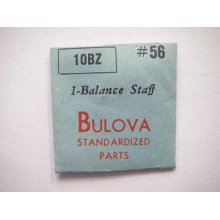 10BZ #56
1-Balance Staff
BULOVA
STANDARDIZED
PARTS